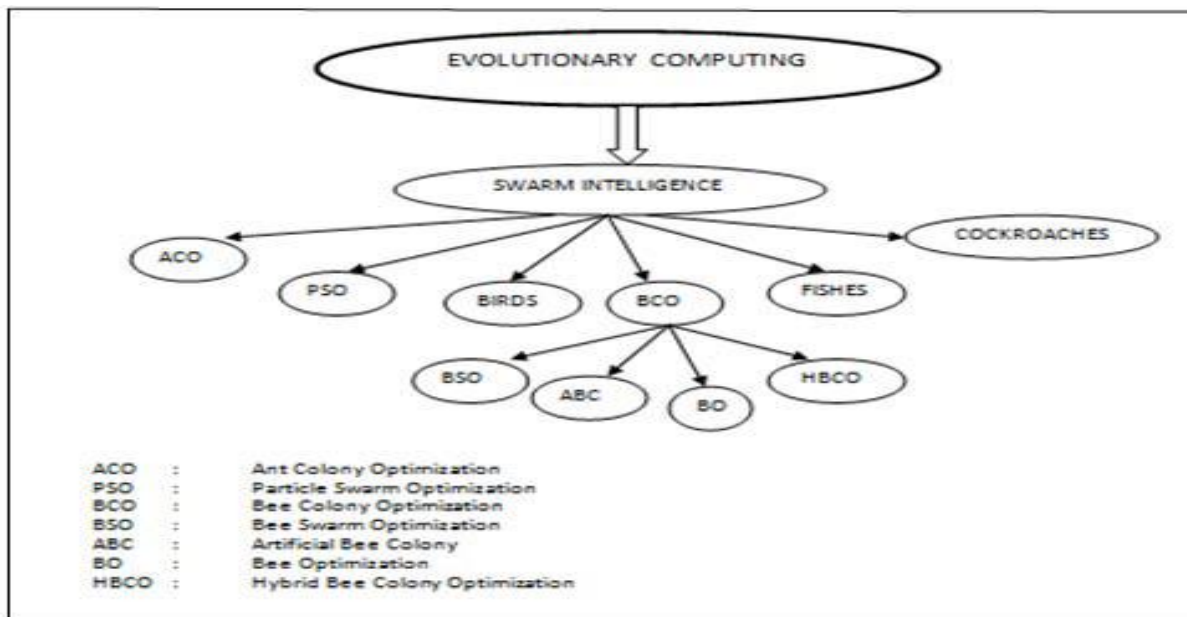 EVOLUTIONARY COMPUTING
SWARM INTELLIGENCE
COCKROACHES
ACO
PSO
BIRDS
BCO
FISHES
BSO
ABC
BO
HBCO
ACO : Ant Colony Optimization
PSO : Particle Swarm Optimization
BCO : Bee Colony Optimization
BSO : Bee Swarm Optimization
ABC : Artificial Bee Colony
BO : Bee Optimization
HBCO : Hybrid Bee Colony Optimization